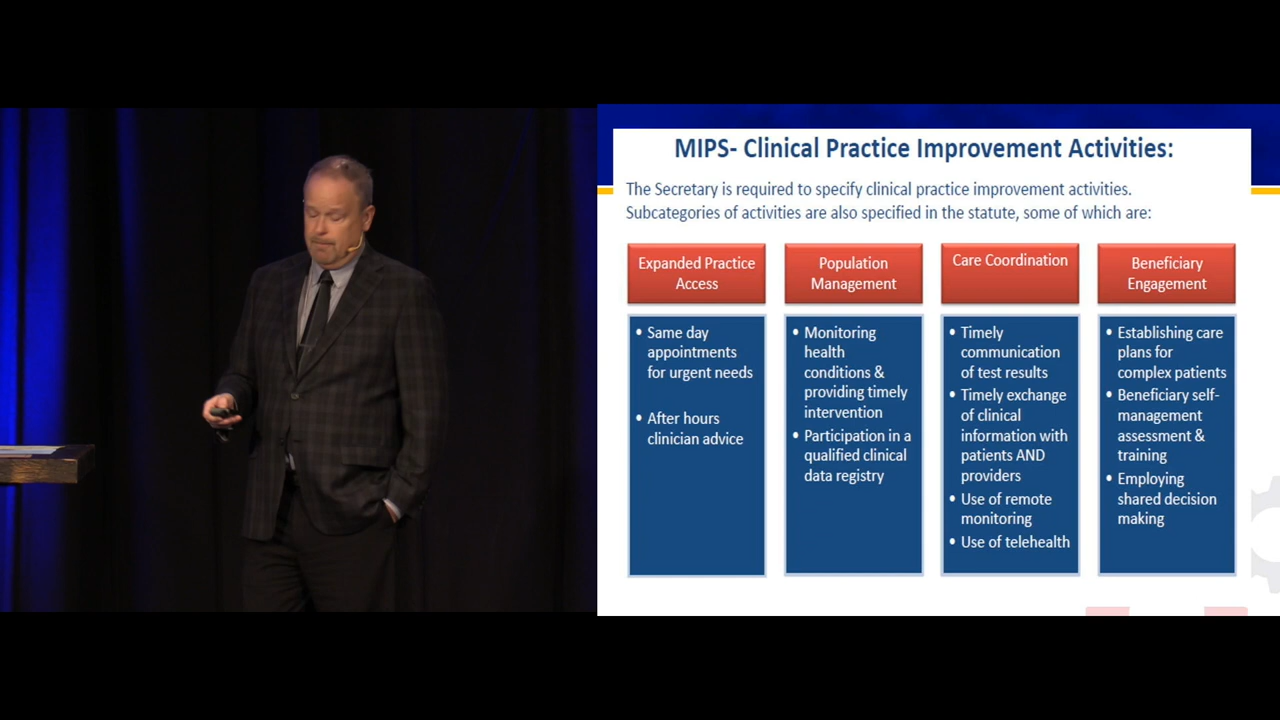 MIPS- Clinical Practice Improvement Activities:
The Secretary is required to specify clinical practice improvement activities.
Subcategories of activities are also specified in the statute, some of which are:
Expanded Practice
Access
• Same day
appointments
for urgent needs
• After hours
clinician advice
Population
Management
• Monitoring
health
conditions &
providing timely
intervention
• Participation in a
qualified clinical
data registry
Care Coordination
• Timely
communication
of test results
• Timely exchange
of clinical
information with
patients AND
providers
• Use of remote
monitoring
• Use of telehealth
Beneficiary
Engagement
• Establishing care
plans for
complex patients
• Beneficiary self-
management
assessment &
training
• Employing
shared decision
making